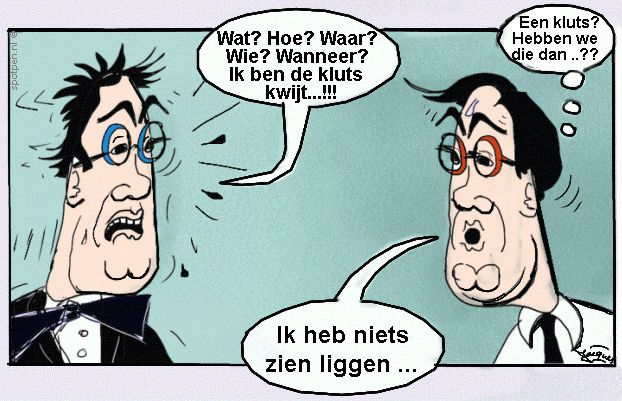 spotpen.nl ©
Wat? Hoe? Waar?
Wie? Wanneer?
Ik ben de kluts
kwijt...!!!
Een kluts?
Hebben we
die dan ..??
Ik heb niets
zien liggen ...
Jacques